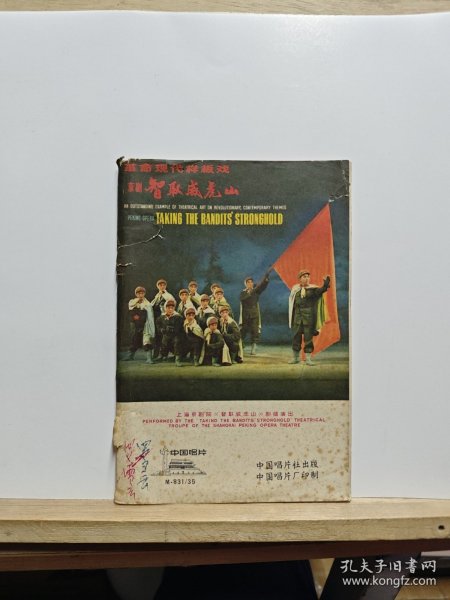 革命现代样板戏
京剧 智取威虎山
AN OUTSTANDING EXAMPLE OF THEATRICAL ART ON REVOLUTIONARY, CONTEMPORARY THEMES
PEKING OPERA TAKING THE BANDITS' STRONGHOLD
上海京剧院《智取威虎山》剧组演出
PERFORMED BY THE "TAKING THE BANDITS' STRONGHOLD" THEATRICAL
TROUPE OF THE SHANGHAI PEKING OPERA THEATRE
中国唱片
M-831/35
中国唱片社出版
中国唱片厂印制
孔夫子旧书网
www.kongfz.com